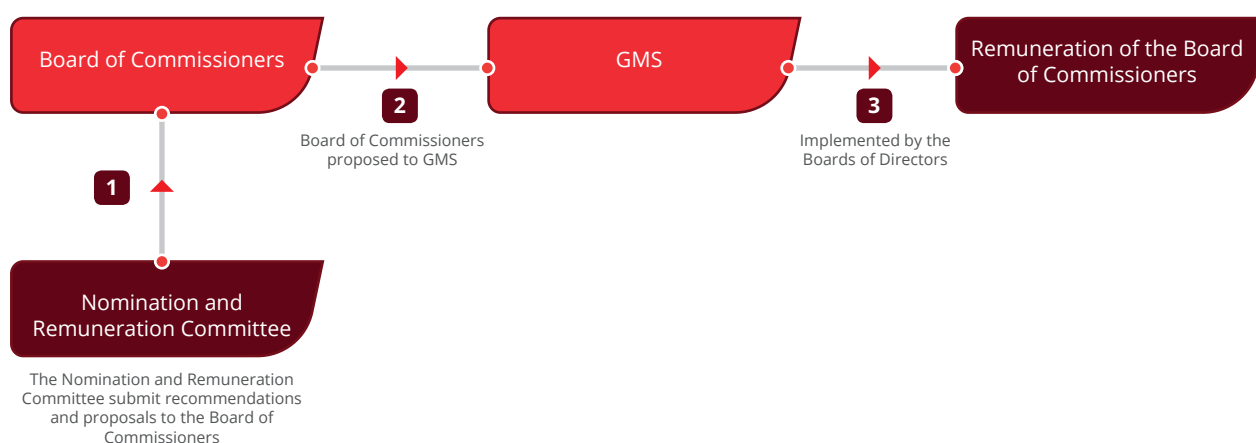 Board of Commissioners
GMS
Remuneration of the Board
of Commissioners
2
Board of Commissioners
proposed to GMS
3
Implemented by the
Boards of Directors
1
Nomination and
Remuneration Committee
The Nomination and Remuneration
Committee submit recommendations
and proposals to the Board of
Commissioners